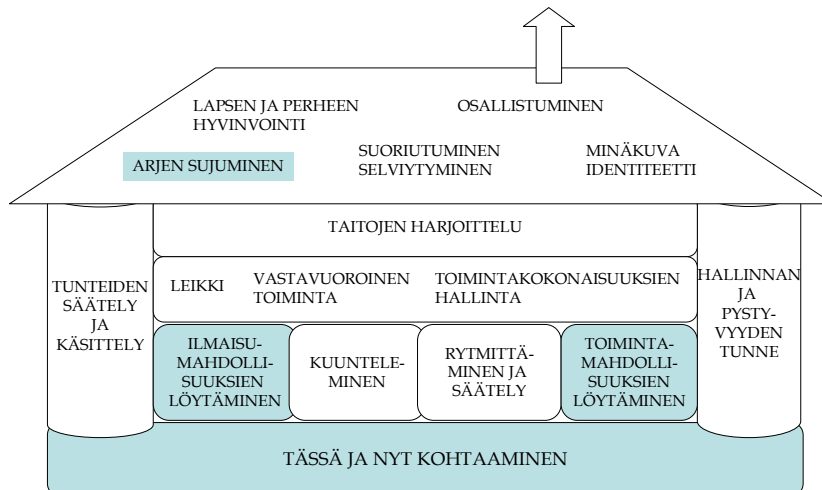 LAPSEN JA PERHEEN
HYVINVOINTI
OSALLISTUMINEN
ARJEN SUJUMINEN
SUORIUTUMINEN
SELVIYTYMINEN
MINÄKUVA
IDENTITEETTI
TAITOJEN HARJOITTELU
TUNTEIDEN
SÄÄTELY
JA
KÄSITTELY
LEIKKI
VASTAVUOROINEN
TOIMINTA
TOIMINTAKOKONAISUUKSIEN
HALLINTA
HALLINNAN
JA
PYSTY-
VYYDEN
TUNNE
ILMAISU-
MAHDOLLI-
SUUKSIEN
LÖYTÄMINEN
KUUNTELE-
MINEN
RYTMITTÄ-
MINEN JA
SÄÄTELY
TOIMINTA-
MAHDOLLI-
SUUKSIEN
LÖYTÄMINEN
TÄSSÄ JA NYT KOHTAAMINEN